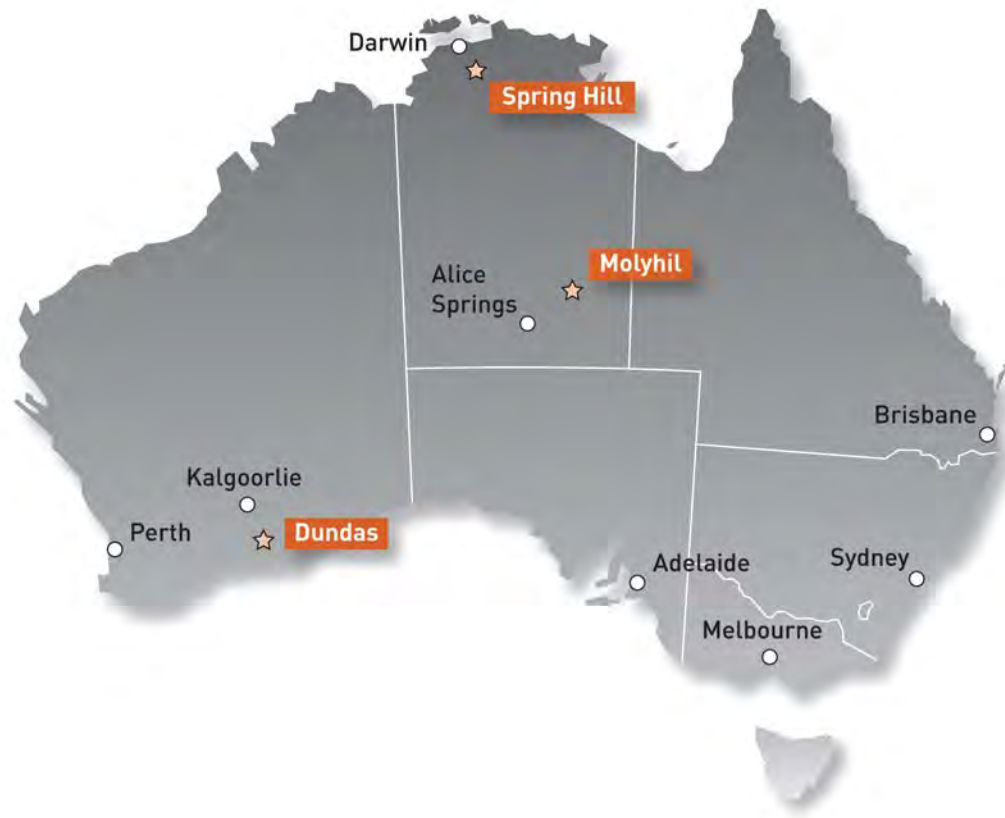 Darwin
Spring Hill
Molyhil
Alice
Springs
Brisbane
Kalgoorlie
Perth
Dundas
Adelaide
Sydney
Melbourne